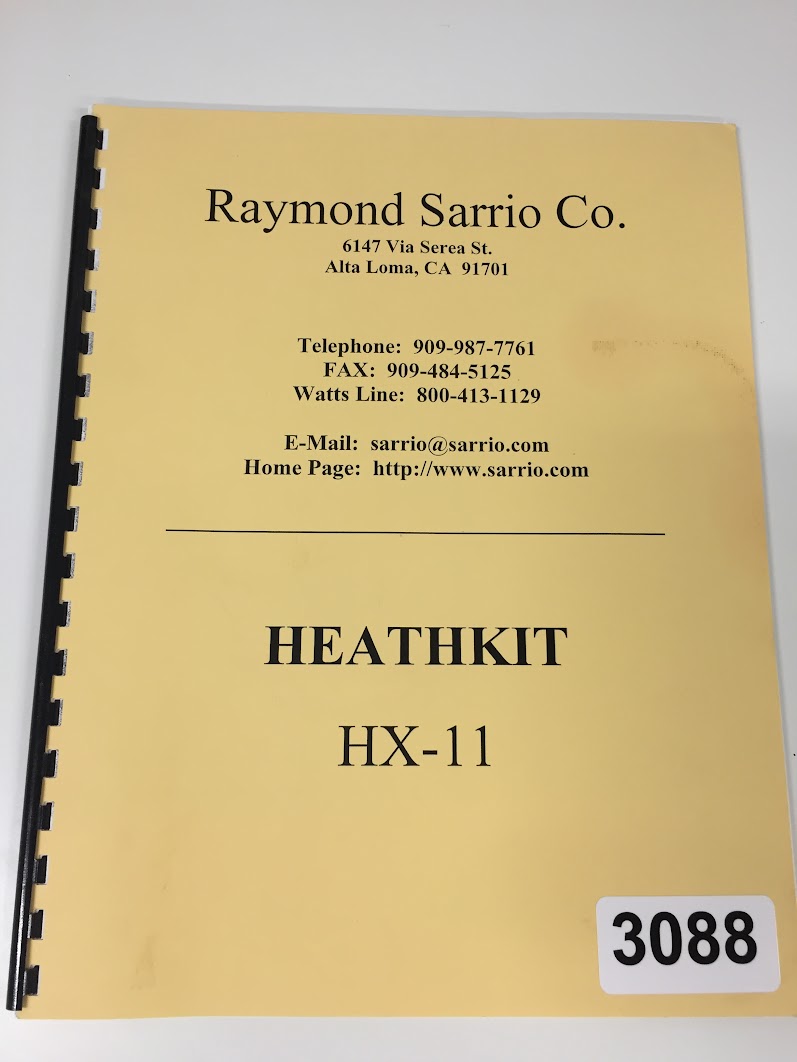 Raymond Sarrio Co.
6147 Via Serea St.
Alta Loma, CA 91701
Telephone: 909-987-7761
FAX: 909-484-5125
Watts Line: 800-413-1129
E-Mail: sarrio@sarrio.com
Home Page: http://www.sarrio.com
HEATHKIT
HX-11
3088